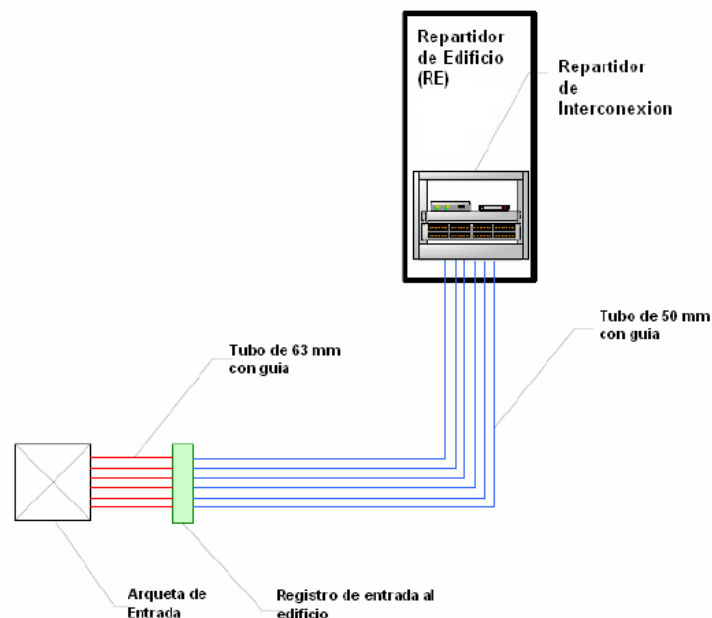 Repartidor
de Edificio
(RE)
Repartidor
de
Interconexion
Tubo de 50 mm
con guia
Tubo de 63 mm
con guia
Arqueta de
Entrada
Registro de entrada al
edificio